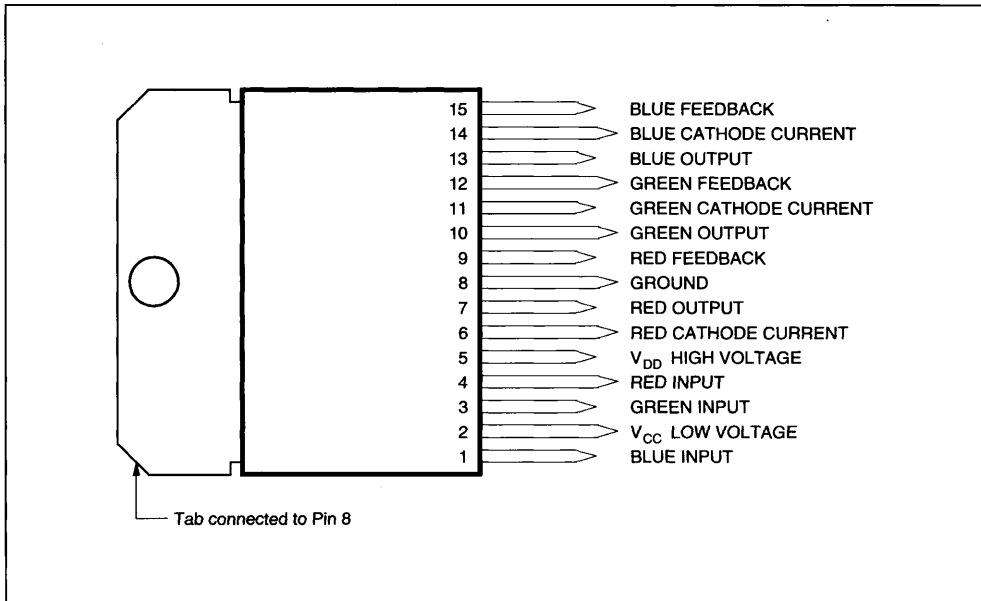 15 BLUE FEEDBACK
14 BLUE CATHODE CURRENT
13 BLUE OUTPUT
12 GREEN FEEDBACK
11 GREEN CATHODE CURRENT
10 GREEN OUTPUT
9 RED FEEDBACK
8 GROUND
7 RED OUTPUT
6 RED CATHODE CURRENT
5 VDD HIGH VOLTAGE
4 RED INPUT
3 GREEN INPUT
2 VCC LOW VOLTAGE
1 BLUE INPUT
Tab connected to Pin 8